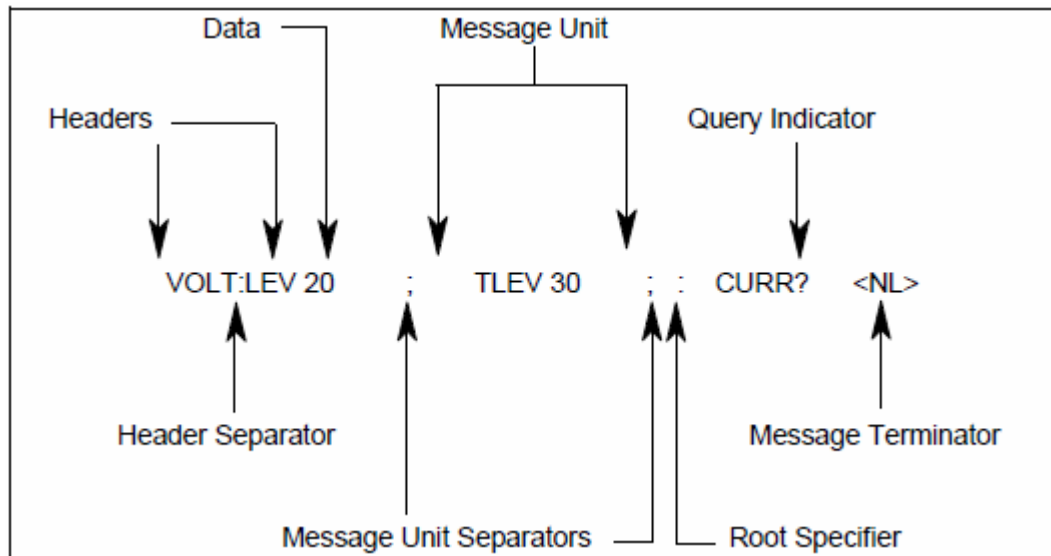 Data
Message Unit
Headers
Query Indicator
VOLT:LEV 20 ; TLEV 30 ; : CURR? <NL>
Header Separator
Message Terminator
Message Unit Separators
Root Specifier